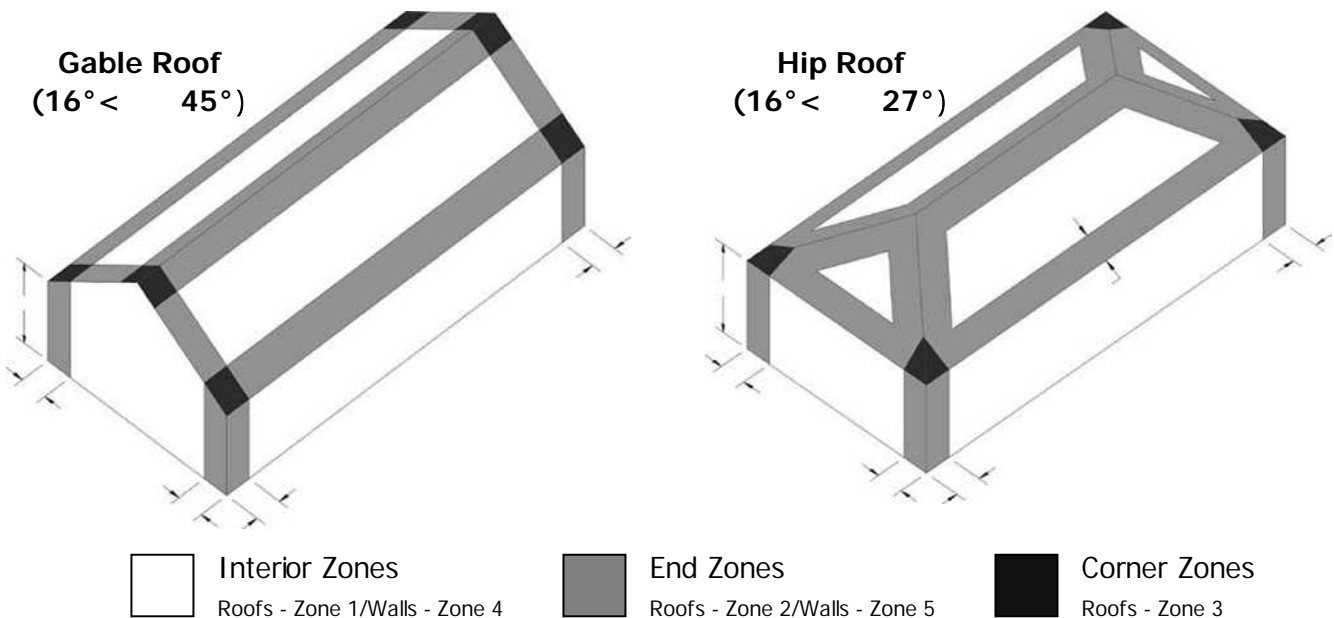 Gable Roof
(16°< 45°)
Hip Roof
(16°< 27°)
Interior Zones
Roofs - Zone 1/Walls - Zone 4
End Zones
Roofs - Zone 2/Walls - Zone 5
Corner Zones
Roofs - Zone 3